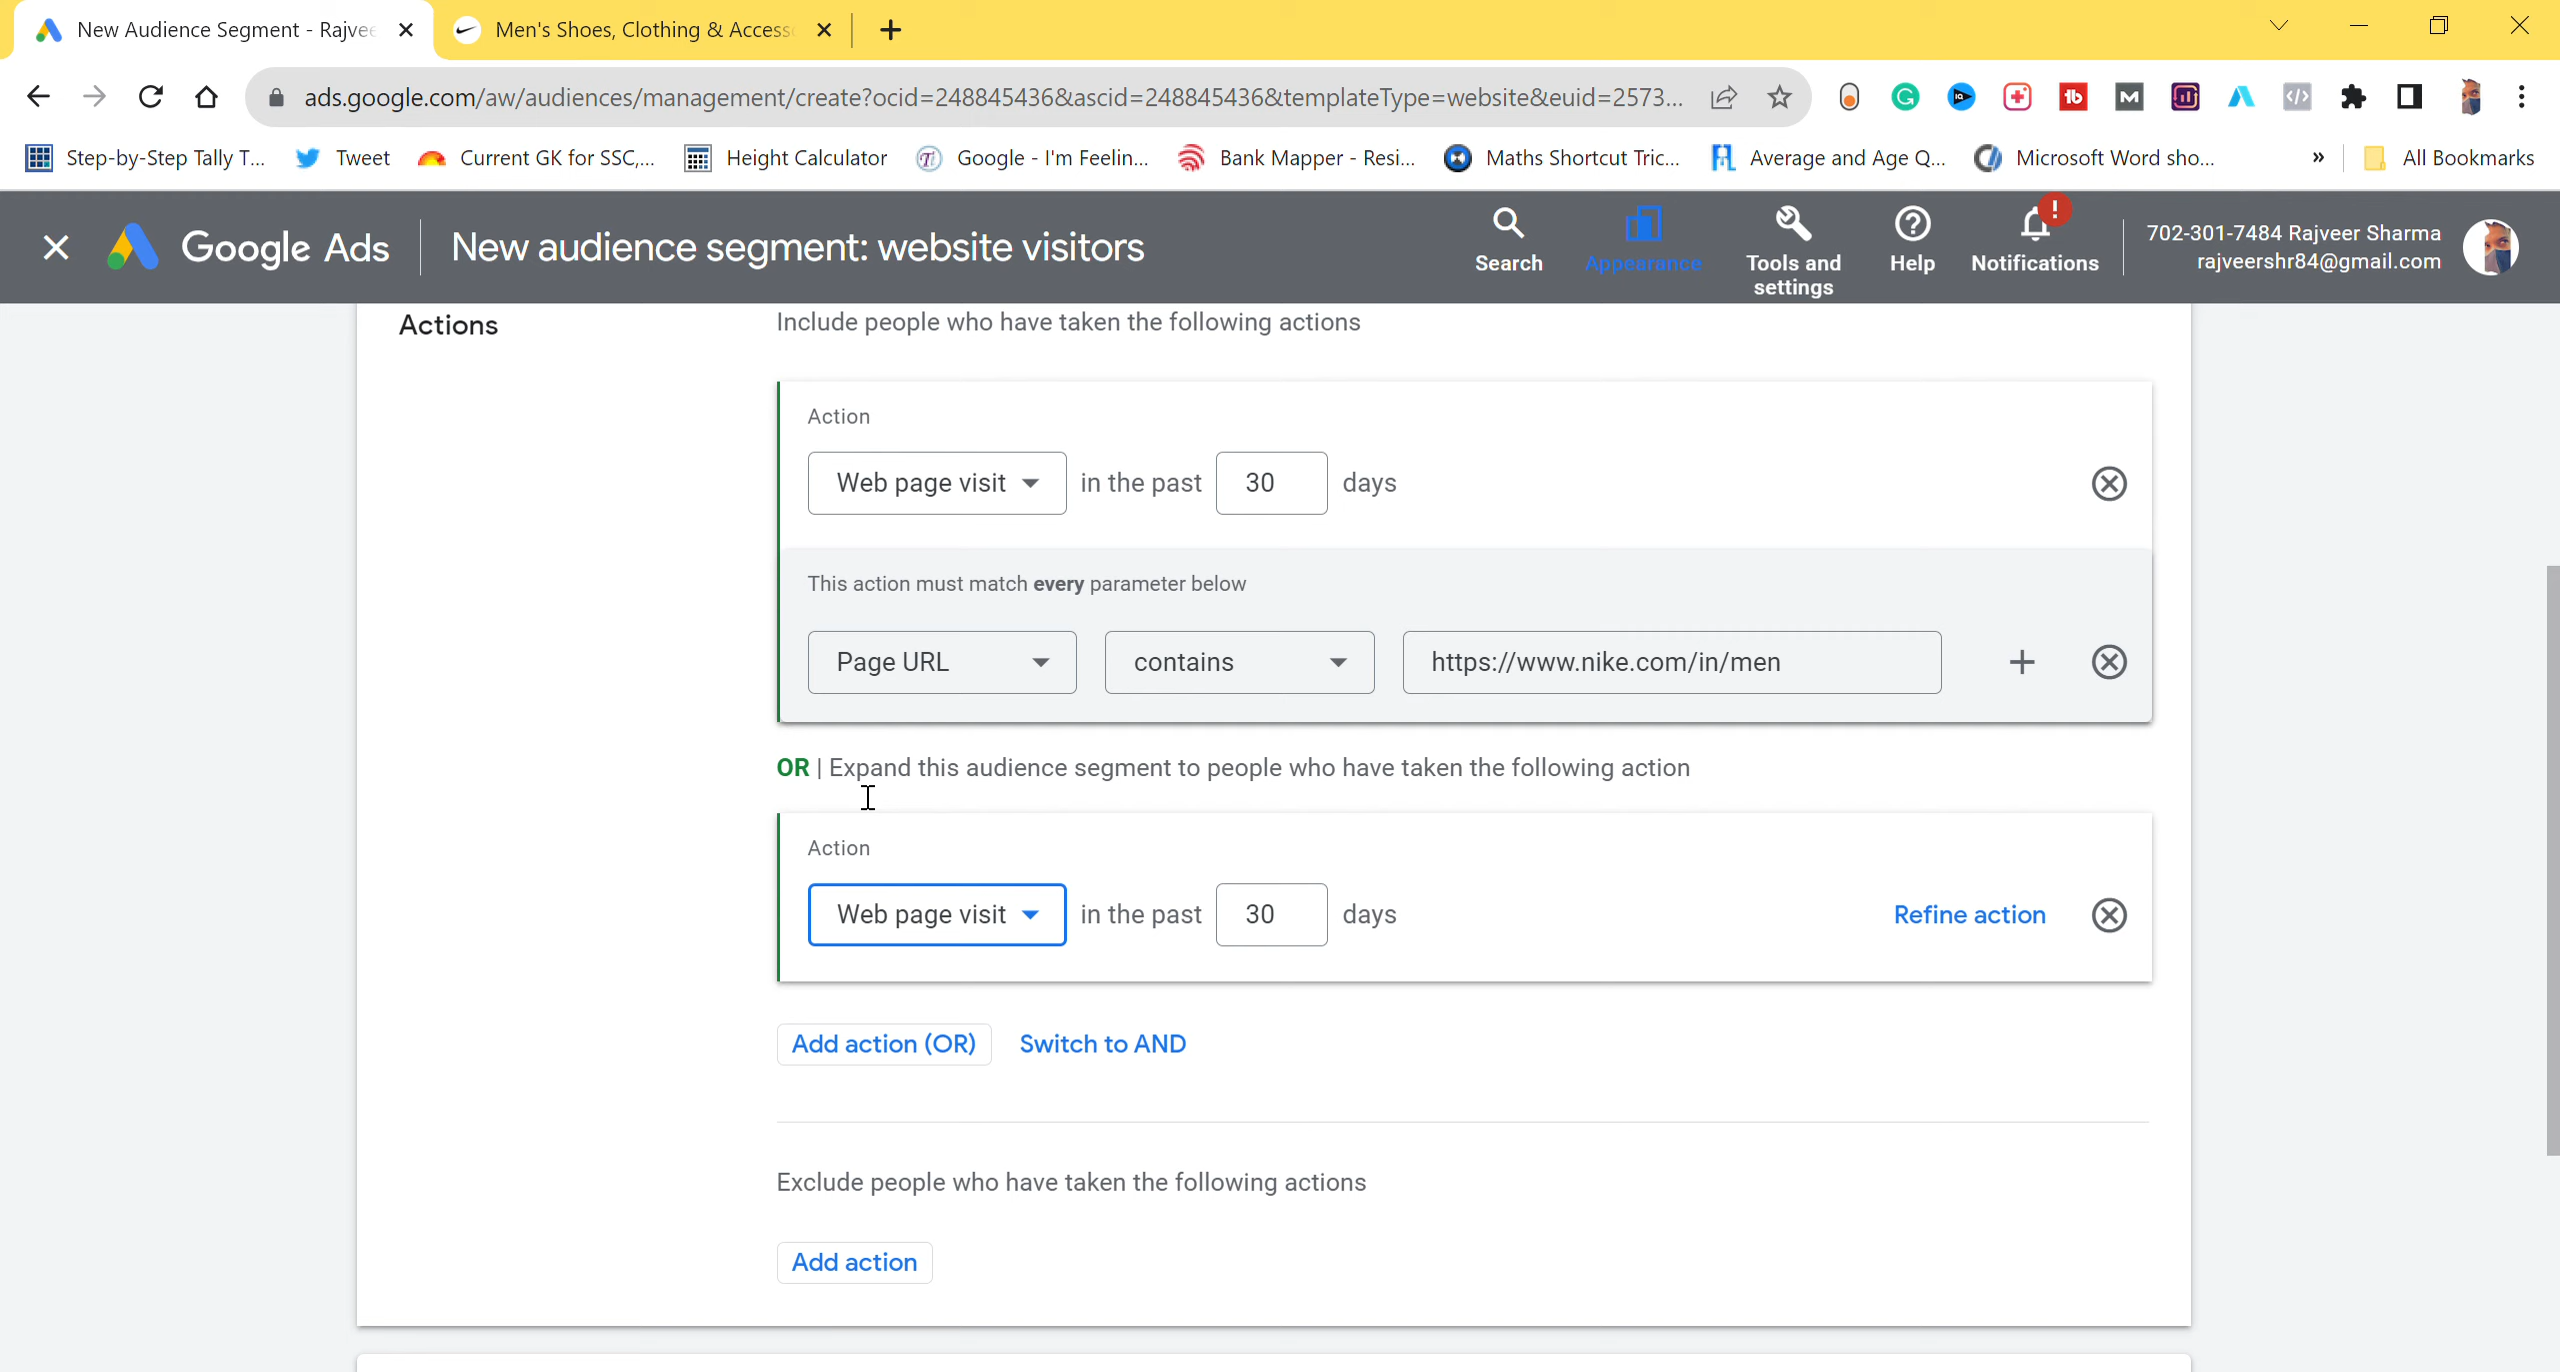 New Audience Segment - Rajvee
Men's Shoes, Clothing & Access
ads.google.com/aw/audiences/management/create?ocid=248845436&ascid=248845436&templateType=website&euid=2573...
Step-by-Step Tally T...
Tweet
Current GK for SSC,...
Height Calculator
Google - I'm Feelin...
Bank Mapper - Resi...
Maths Shortcut Tric...
Average and Age Q...
Microsoft Word sho...
»
All Bookmarks
Google Ads
New audience segment: website visitors
Search
Appearance
Tools and settings
Help
!
Notifications
702-301-7484 Rajveer Sharma
rajveershr84@gmail.com
Actions
Include people who have taken the following actions
Action
Web page visit in the past 30 days
This action must match every parameter below
Page URL contains https://www.nike.com/in/men
OR | Expand this audience segment to people who have taken the following action
Action
Web page visit in the past 30 days Refine action
Add action (OR) Switch to AND
Exclude people who have taken the following actions
Add action